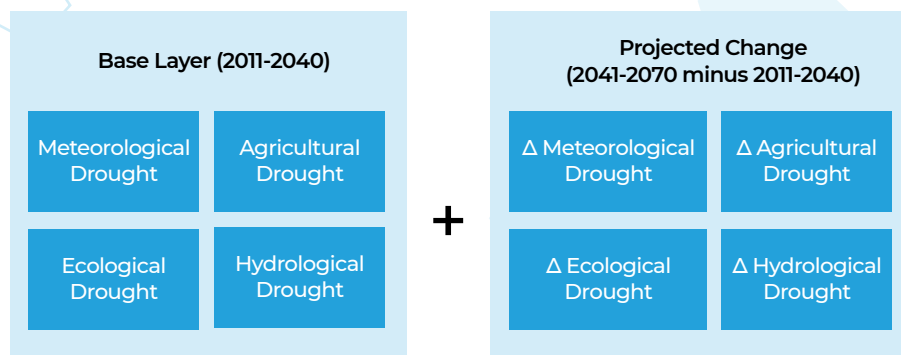 Base Layer (2011-2040)
Meteorological
Drought
Agricultural
Drought
Ecological
Drought
Hydrological
Drought
+
Projected Change
(2041-2070 minus 2011-2040)
Δ Meteorological
Drought
Δ Agricultural
Drought
Δ Ecological
Drought
Δ Hydrological
Drought